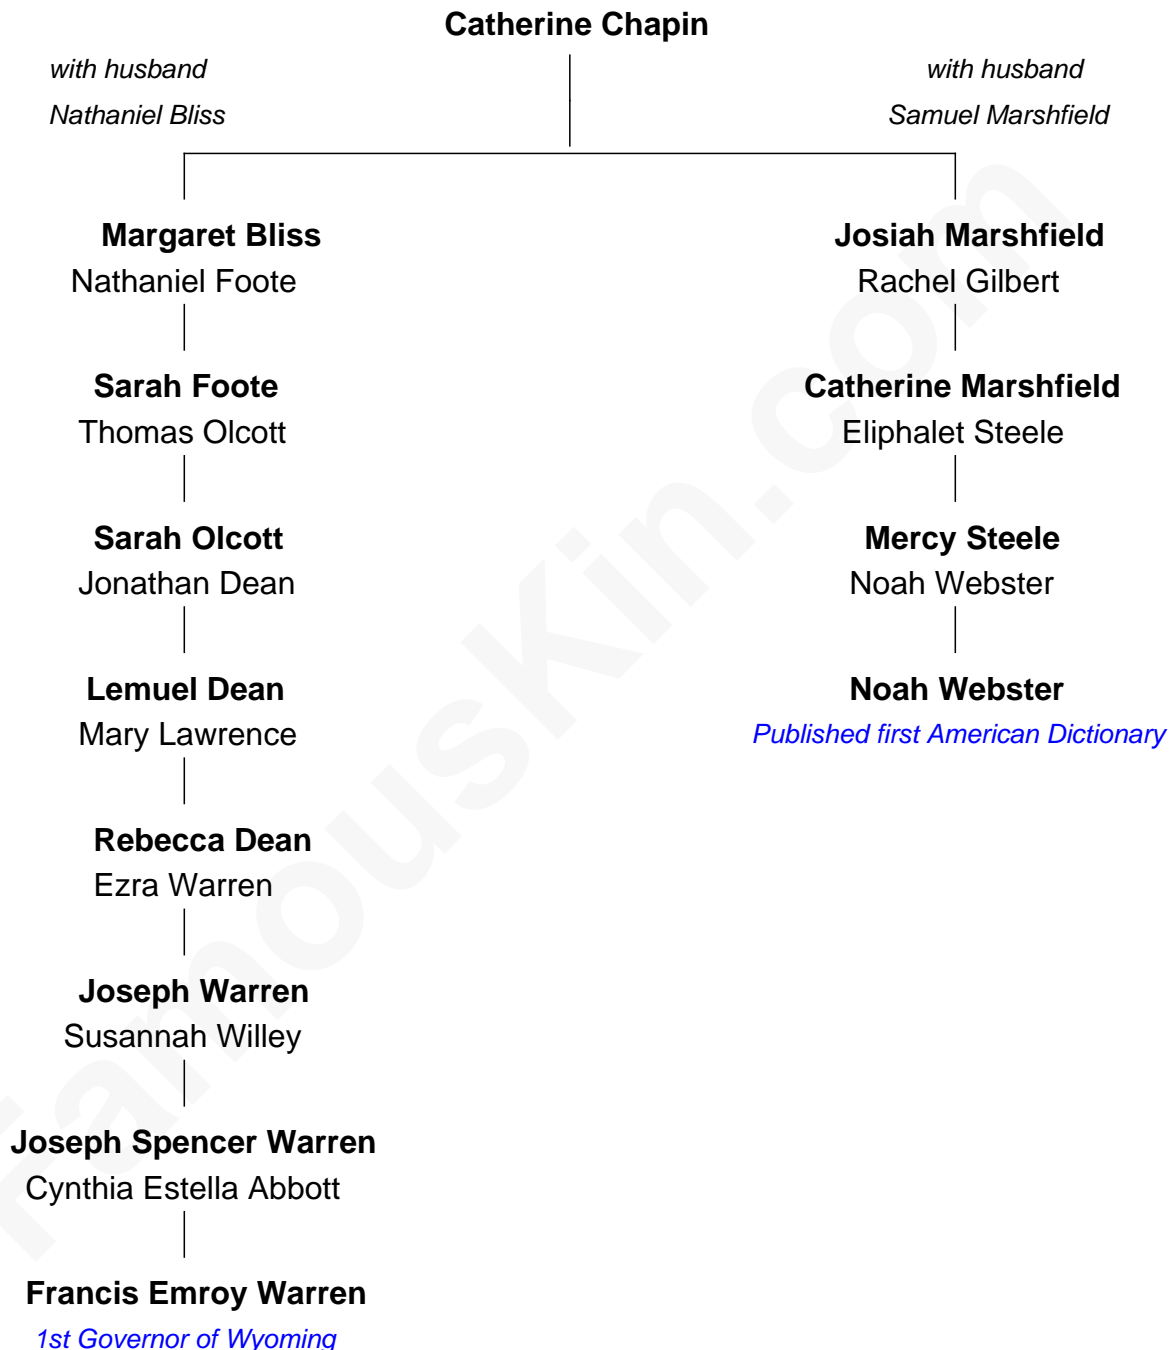 Catherine Chapin
with husband
Nathaniel Bliss
with husband
Samuel Marshfield
Margaret Bliss
Nathaniel Foote
Josiah Marshfield
Rachel Gilbert
Sarah Foote
Thomas Olcott
Catherine Marshfield
Eliphalet Steele
Sarah Olcott
Jonathan Dean
Mercy Steele
Noah Webster
Lemuel Dean
Mary Lawrence
Noah Webster
Published first American Dictionary
Rebecca Dean
Ezra Warren
Joseph Warren
Susannah Willey
Joseph Spencer Warren
Cynthia Estella Abbott
Francis Emroy Warren
1st Governor of Wyoming
FamousKin.com